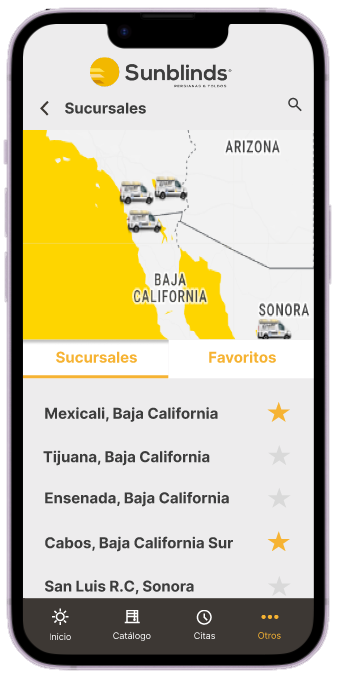 Sunblinds
PERSIANAS & TOLDOS
Sucursales
ARIZONA
BAJA
CALIFORNIA
SONORA
Sucursales
Favoritos
Mexicali, Baja California
Tijuana, Baja California
Ensenada, Baja California
Cabos, Baja California Sur
San Luis R.C, Sonora
Inicio
Catálogo
Citas
Otros